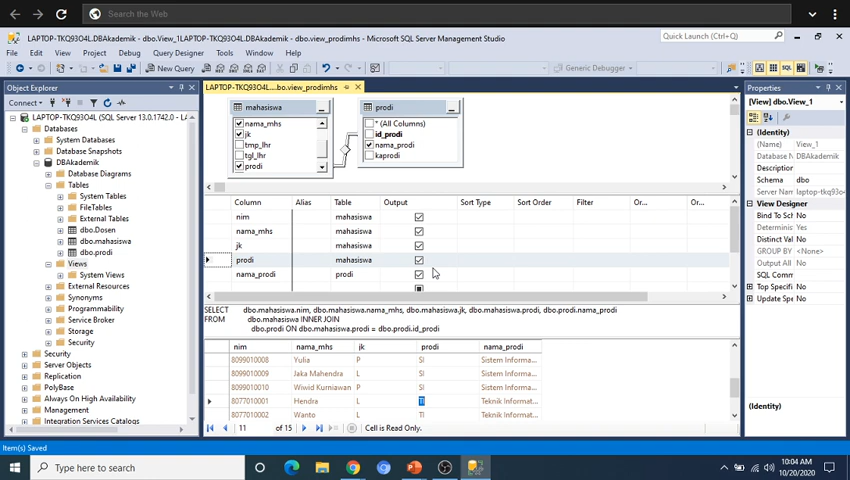 Search the Web
LAPTOP-TKQ93O4L.DBAkademik - dbo.View_1LAPTOP-TKQ93O4L.DBAkademik - dbo.view_prodimhs - Microsoft SQL Server Management Studio
Quick Launch (Ctrl+Q)
File Edit View Project Debug Query Designer Tools Window Help
New Query
Generic Debugger
Object Explorer
LAPTOP-TKQ93O4L....bo.view_prodimhs
Properties
Connect
LAPTOP-TKQ93O4L (SQL Server 13.0.1742.0 - LAPTOP-TKQ93O4L
Databases
System Databases
Database Snapshots
DBAkademik
Database Diagrams
Tables
System Tables
FileTables
External Tables
dbo.Dosen
dbo.mahasiswa
dbo.prodi
Views
System Views
External Resources
Synonyms
Programmability
Service Broker
Storage
Security
Security
Server Objects
Replication
PolyBase
Always On High Availability
Management
Integration Services Catalogs
mahasiswa
nama_mhs
jk
tmp_lhr
tgl_lhr
prodi
prodi
* (All Columns)
id_prodi
nama_prodi
kaprodi
Column Alias Table Output Sort Type Sort Order Filter Or... Or...
nim mahasiswa
nama_mhs mahasiswa
jk mahasiswa
prodi mahasiswa
nama_prodi prodi
SELECT dbo.mahasiswa.nim, dbo.mahasiswa.nama_mhs, dbo.mahasiswa.jk, dbo.mahasiswa.prodi, dbo.prodi.nama_prodi
FROM dbo.mahasiswa INNER JOIN
dbo.prodi ON dbo.mahasiswa.prodi = dbo.prodi.id_prodi
nim nama_mhs jk prodi nama_prodi
8099010008 Yulia P SI Sistem Informa...
8099010009 Jaka Mahendra L SI Sistem Informa...
8099010010 Wiwid Kurniawan P SI Sistem Informa...
8077010001 Hendra L TI Teknik Informat...
8077010002 Wanto L TI Teknik Informat...
11 of 15 Cell is Read Only.
[View] dbo.View_1
(Identity)
(Name)
Database N
Description
Schema dbo
Server Name laptop-tkq93o4l
View Designer
Bind To Sch No
Determinis Yes
Distinct Val No
GROUP BY <None>
Output All No
SQL Comm
Top Specifi No
Update Spe No
(Identity)
Item(s) Saved
Type here to search
10:04 AM
10/20/2020